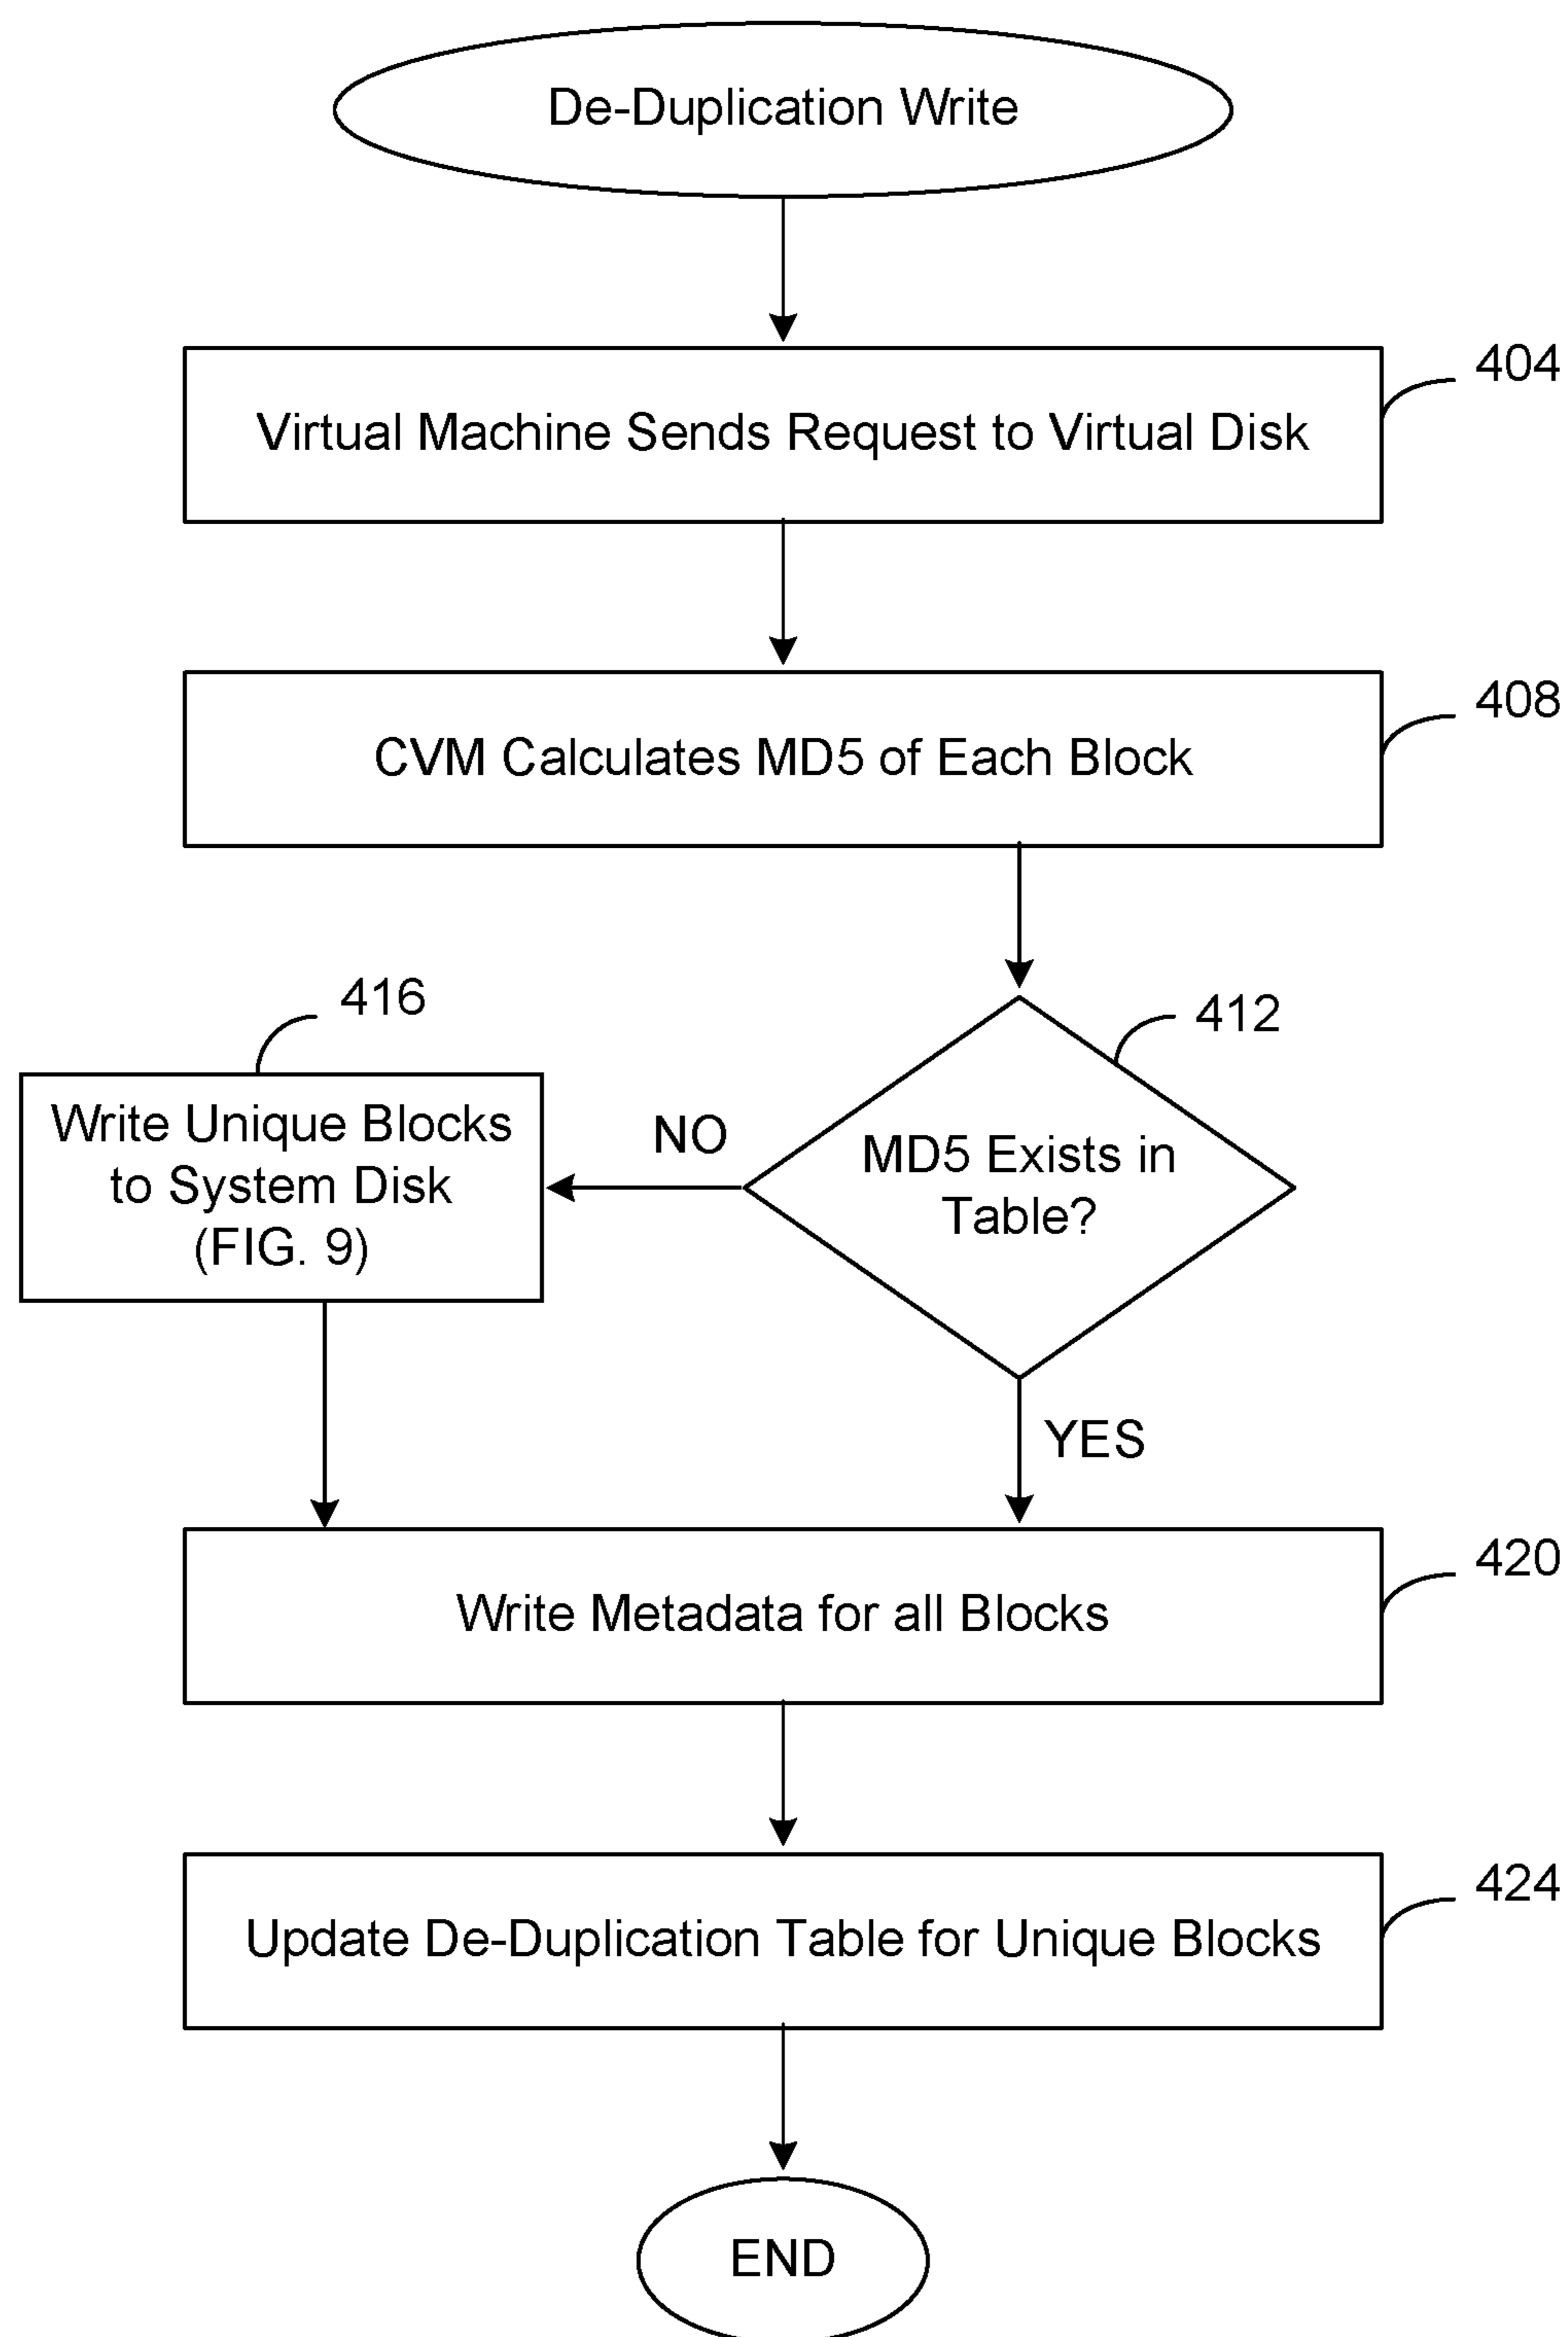 De-Duplication Write
404
Virtual Machine Sends Request to Virtual Disk
408
CVM Calculates MD5 of Each Block
416
412
Write Unique Blocks
to System Disk
(FIG. 9)
NO
MD5 Exists in
Table?
YES
420
Write Metadata for all Blocks
424
Update De-Duplication Table for Unique Blocks
END